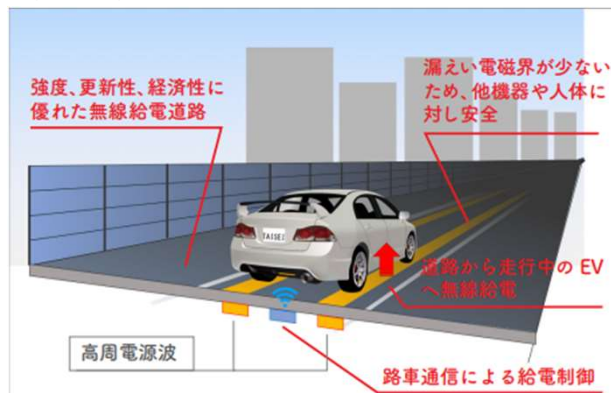 強度、更新性、経済性に
優れた無線給電道路
漏えい電磁界が少ない
ため、他機器や人体に
対し安全
TAISEI
道路から走行中の EV
へ無線給電
高周電源波
路車通信による給電制御